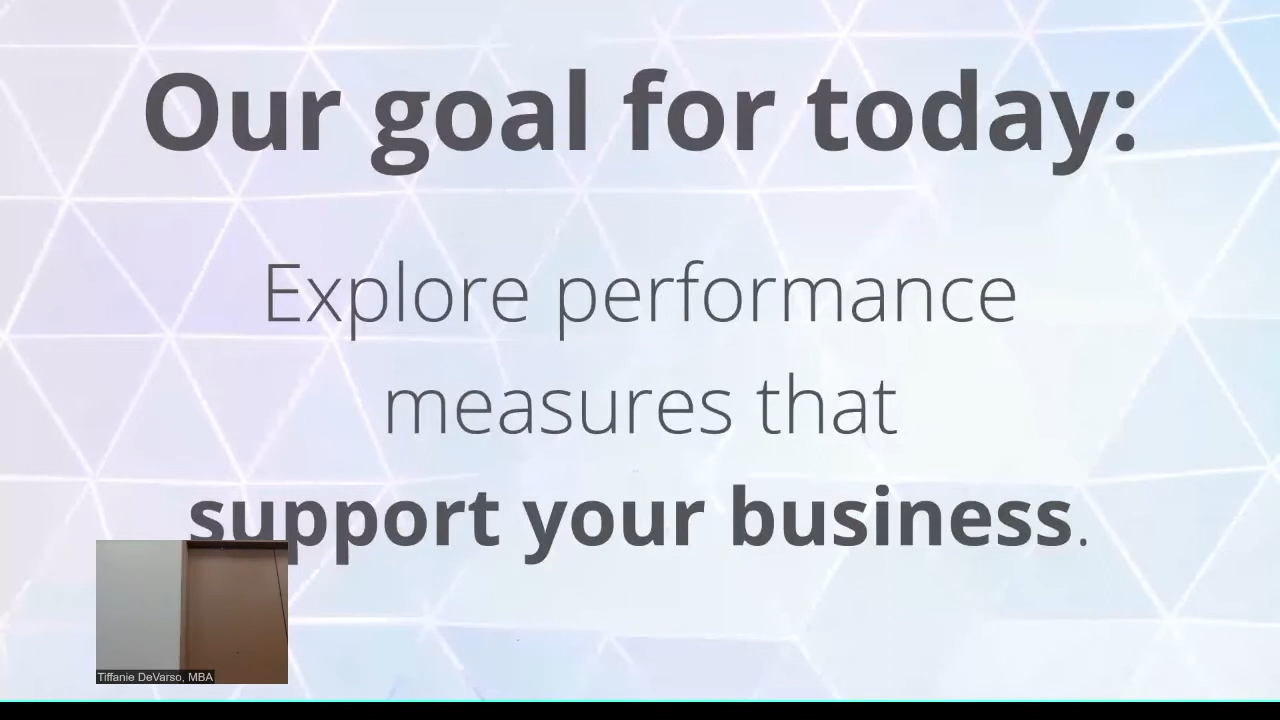 Our goal for today:
Explore performance
measures that
support your business.
Tiffanie DeVarso, MBA